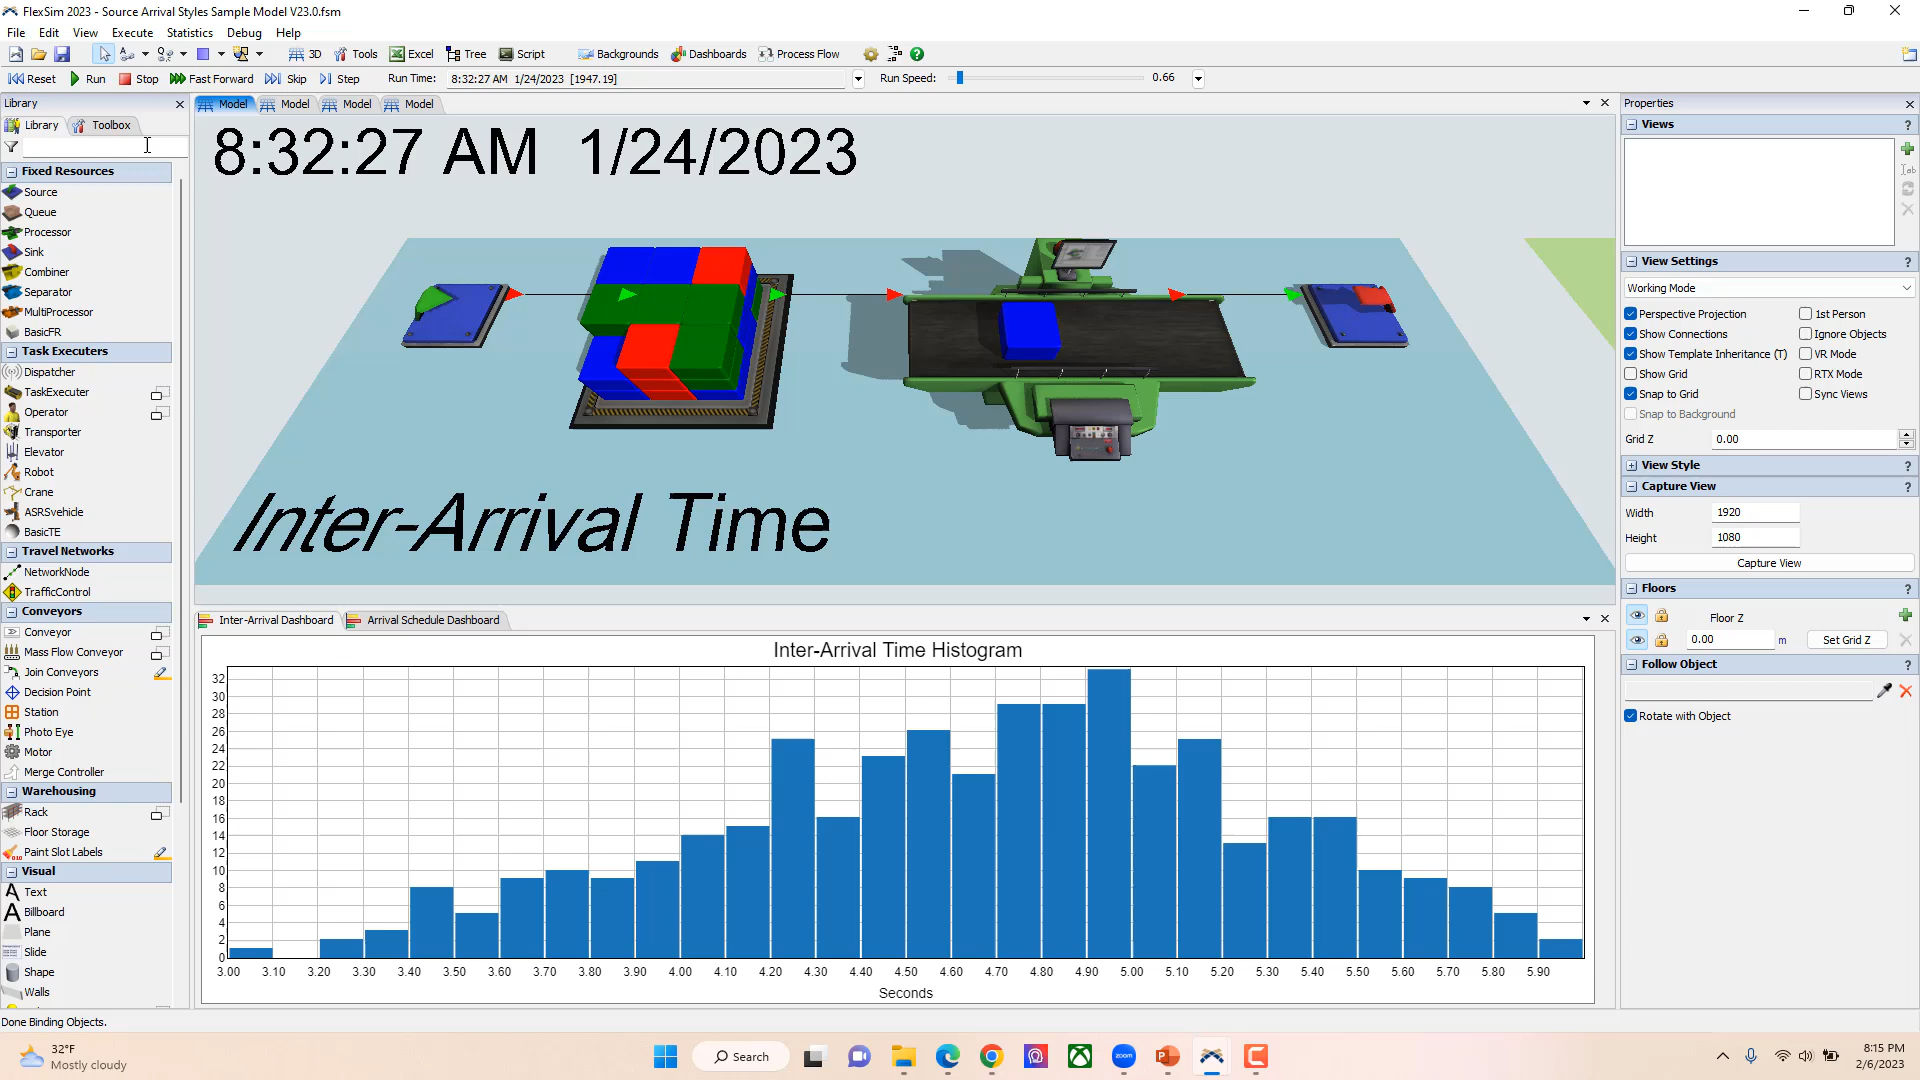 FlexSim 2023 - Source Arrival Styles Sample Model V23.0.fsm
File Edit View Execute Statistics Debug Help
3D Tools Excel Tree Script Backgrounds Dashboards Process Flow
Reset Run Stop Fast Forward Skip Step Run Time: 8:32:27 AM 1/24/2023 [1947.19] Run Speed: 0.66
Library
Library Toolbox
Fixed Resources
Source
Queue
Processor
Sink
Combiner
Separator
MultiProcessor
BasicFR
Task Executers
Dispatcher
TaskExecuter
Operator
Transporter
Elevator
Robot
Crane
ASRSvehicle
BasicTE
Travel Networks
NetworkNode
TrafficControl
Conveyors
Conveyor
Mass Flow Conveyor
Join Conveyors
Decision Point
Station
Photo Eye
Motor
Merge Controller
Warehousing
Rack
Floor Storage
Paint Slot Labels
Visual
Text
Billboard
Plane
Slide
Shape
Walls
Model Model Model Model
8:32:27 AM 1/24/2023
Inter-Arrival Time
Inter-Arrival Dashboard Arrival Schedule Dashboard
Inter-Arrival Time Histogram
32
30
28
26
24
22
20
18
16
14
12
10
8
6
4
2
0
3.00 3.10 3.20 3.30 3.40 3.50 3.60 3.70 3.80 3.90 4.00 4.10 4.20 4.30 4.40 4.50 4.60 4.70 4.80 4.90 5.00 5.10 5.20 5.30 5.40 5.50 5.60 5.70 5.80 5.90
Seconds
Properties
Views
View Settings
Working Mode
Perspective Projection 1st Person
Show Connections Ignore Objects
Show Template Inheritance (T) VR Mode
Show Grid RTX Mode
Snap to Grid Sync Views
Snap to Background
Grid Z 0.00
View Style
Capture View
Width 1920
Height 1080
Capture View
Floors
Floor Z
0.00 m Set Grid Z
Follow Object
Rotate with Object
Done Binding Objects.
32°F
Mostly cloudy
Search
zoom
8:15 PM
2/6/2023